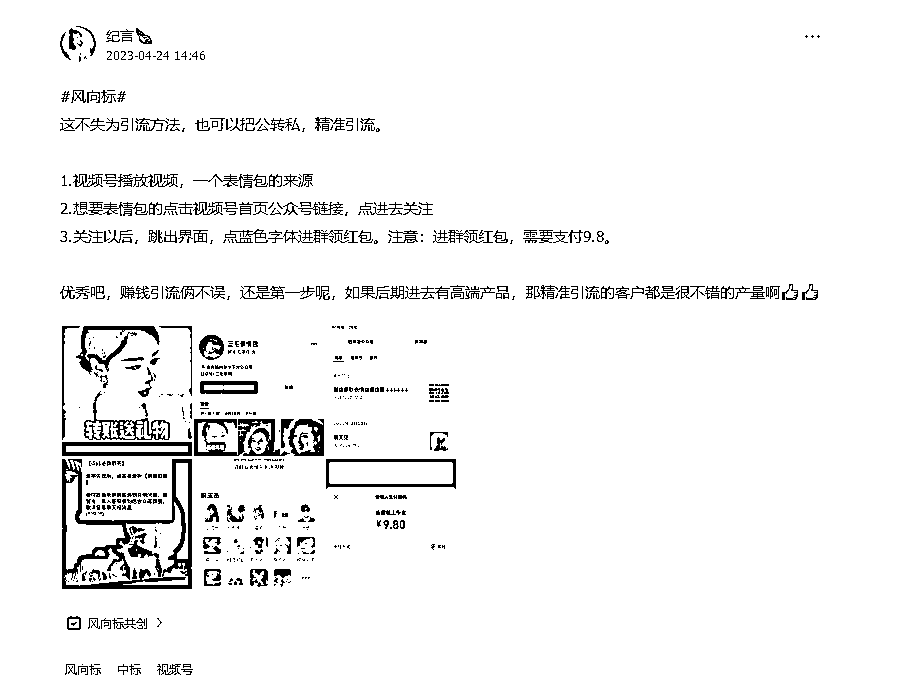 纪言
2023-04-24 14:46
#风向标#
这不失为引流方法，也可以把公转私，精准引流。
1.视频号播放视频，一个表情包的来源
2.想要表情包的点击视频号首页公众号链接，点进去关注
3.关注以后，跳出界面，点蓝色字体进群领红包。注意：进群领红包，需要支付9.8。
优秀吧，赚钱引流俩不误，还是第一步呢，如果后期进去有高端产品，那精准引流的客户都是很不错的产量啊👍👍
转账送礼物
¥9.80
风向标共创
风向标 中标 视频号